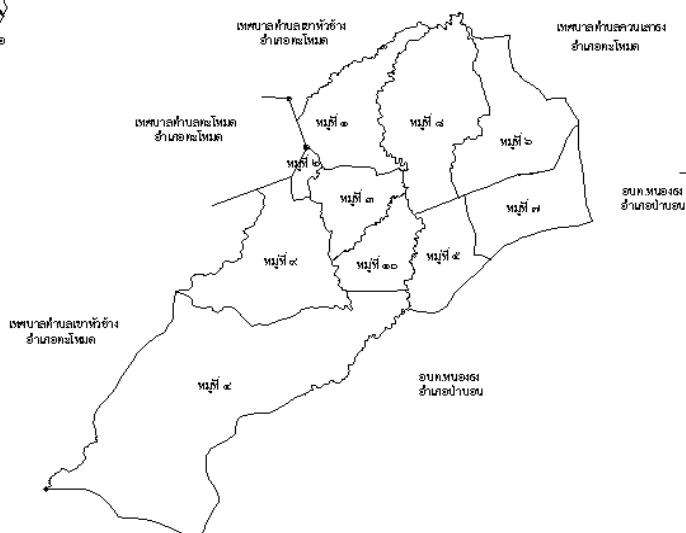 เทศบาลตำบลเขาหัวช้าง
อำเภอตะโหมด
เทศบาลตำบลควนเสาธง
อำเภอตะโหมด
เทศบาลตำบลตะโหมด
อำเภอตะโหมด
หมู่ที่ ๑
หมู่ที่ ๘
หมู่ที่ ๖
หมู่ที่ ๒
หมู่ที่ ๓
หมู่ที่ ๗
อบต.หนองธง
อำเภอป่าบอน
หมู่ที่ ๙
หมู่ที่ ๑๐
หมู่ที่ ๕
เทศบาลตำบลเขาหัวช้าง
อำเภอตะโหมด
หมู่ที่ ๔
อบต.หนองธง
อำเภอป่าบอน